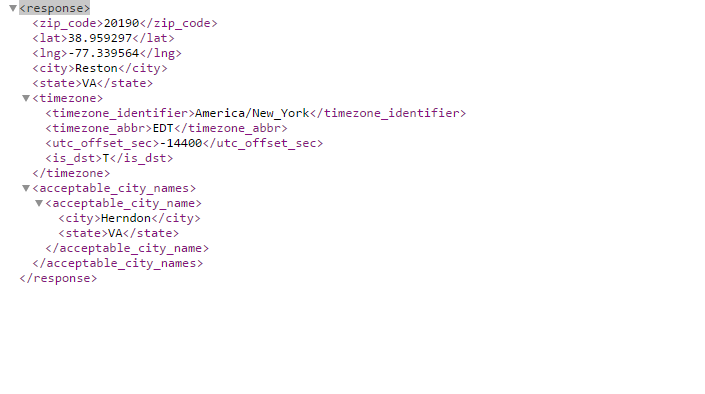 <response>
<zip_code>20190</zip_code>
<lat>38.959297</lat>
<lng>-77.339564</lng>
<city>Reston</city>
<state>VA</state>
<timezone>
<timezone_identifier>America/New_York</timezone_identifier>
<timezone_abbr>EDT</timezone_abbr>
<utc_offset_sec>-14400</utc_offset_sec>
<is_dst>T</is_dst>
</timezone>
<acceptable_city_names>
<acceptable_city_name>
<city>Herndon</city>
<state>VA</state>
</acceptable_city_name>
</acceptable_city_names>
</response>